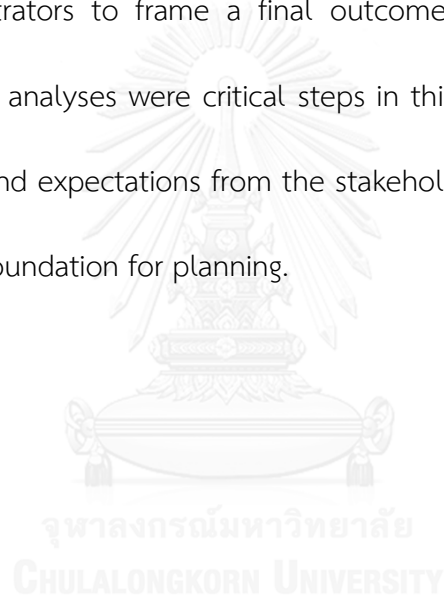 trators to frame a final outcome
analyses were critical steps in thi
nd expectations from the stakehol
oundation for planning.
จุฬาลงกรณ์มหาวิทยาลัย
CHULALONGKORN UNIVERSITY